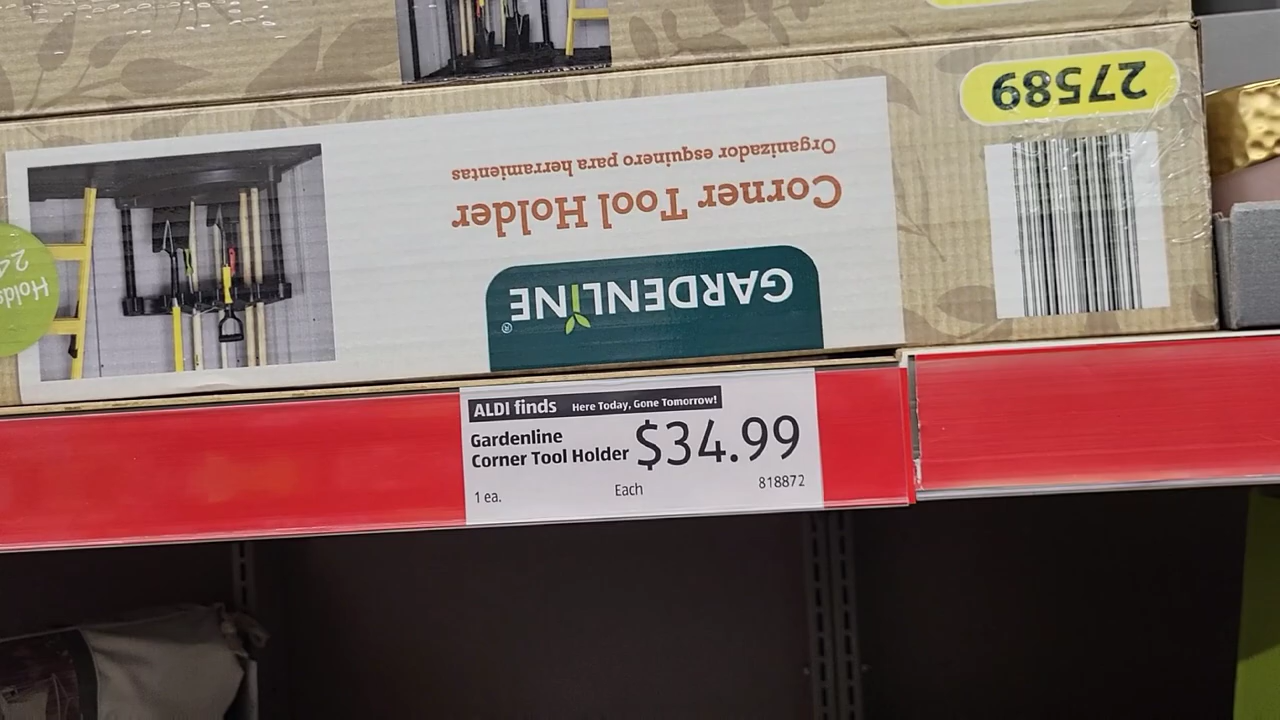 27589
Organizador esquinero para herramientas
Corner Tool Holder
GARDENLINE®
ALDI finds Here Today, Gone Tomorrow!
Gardenline
Corner Tool Holder
$34.99
1 ea.
Each
818872